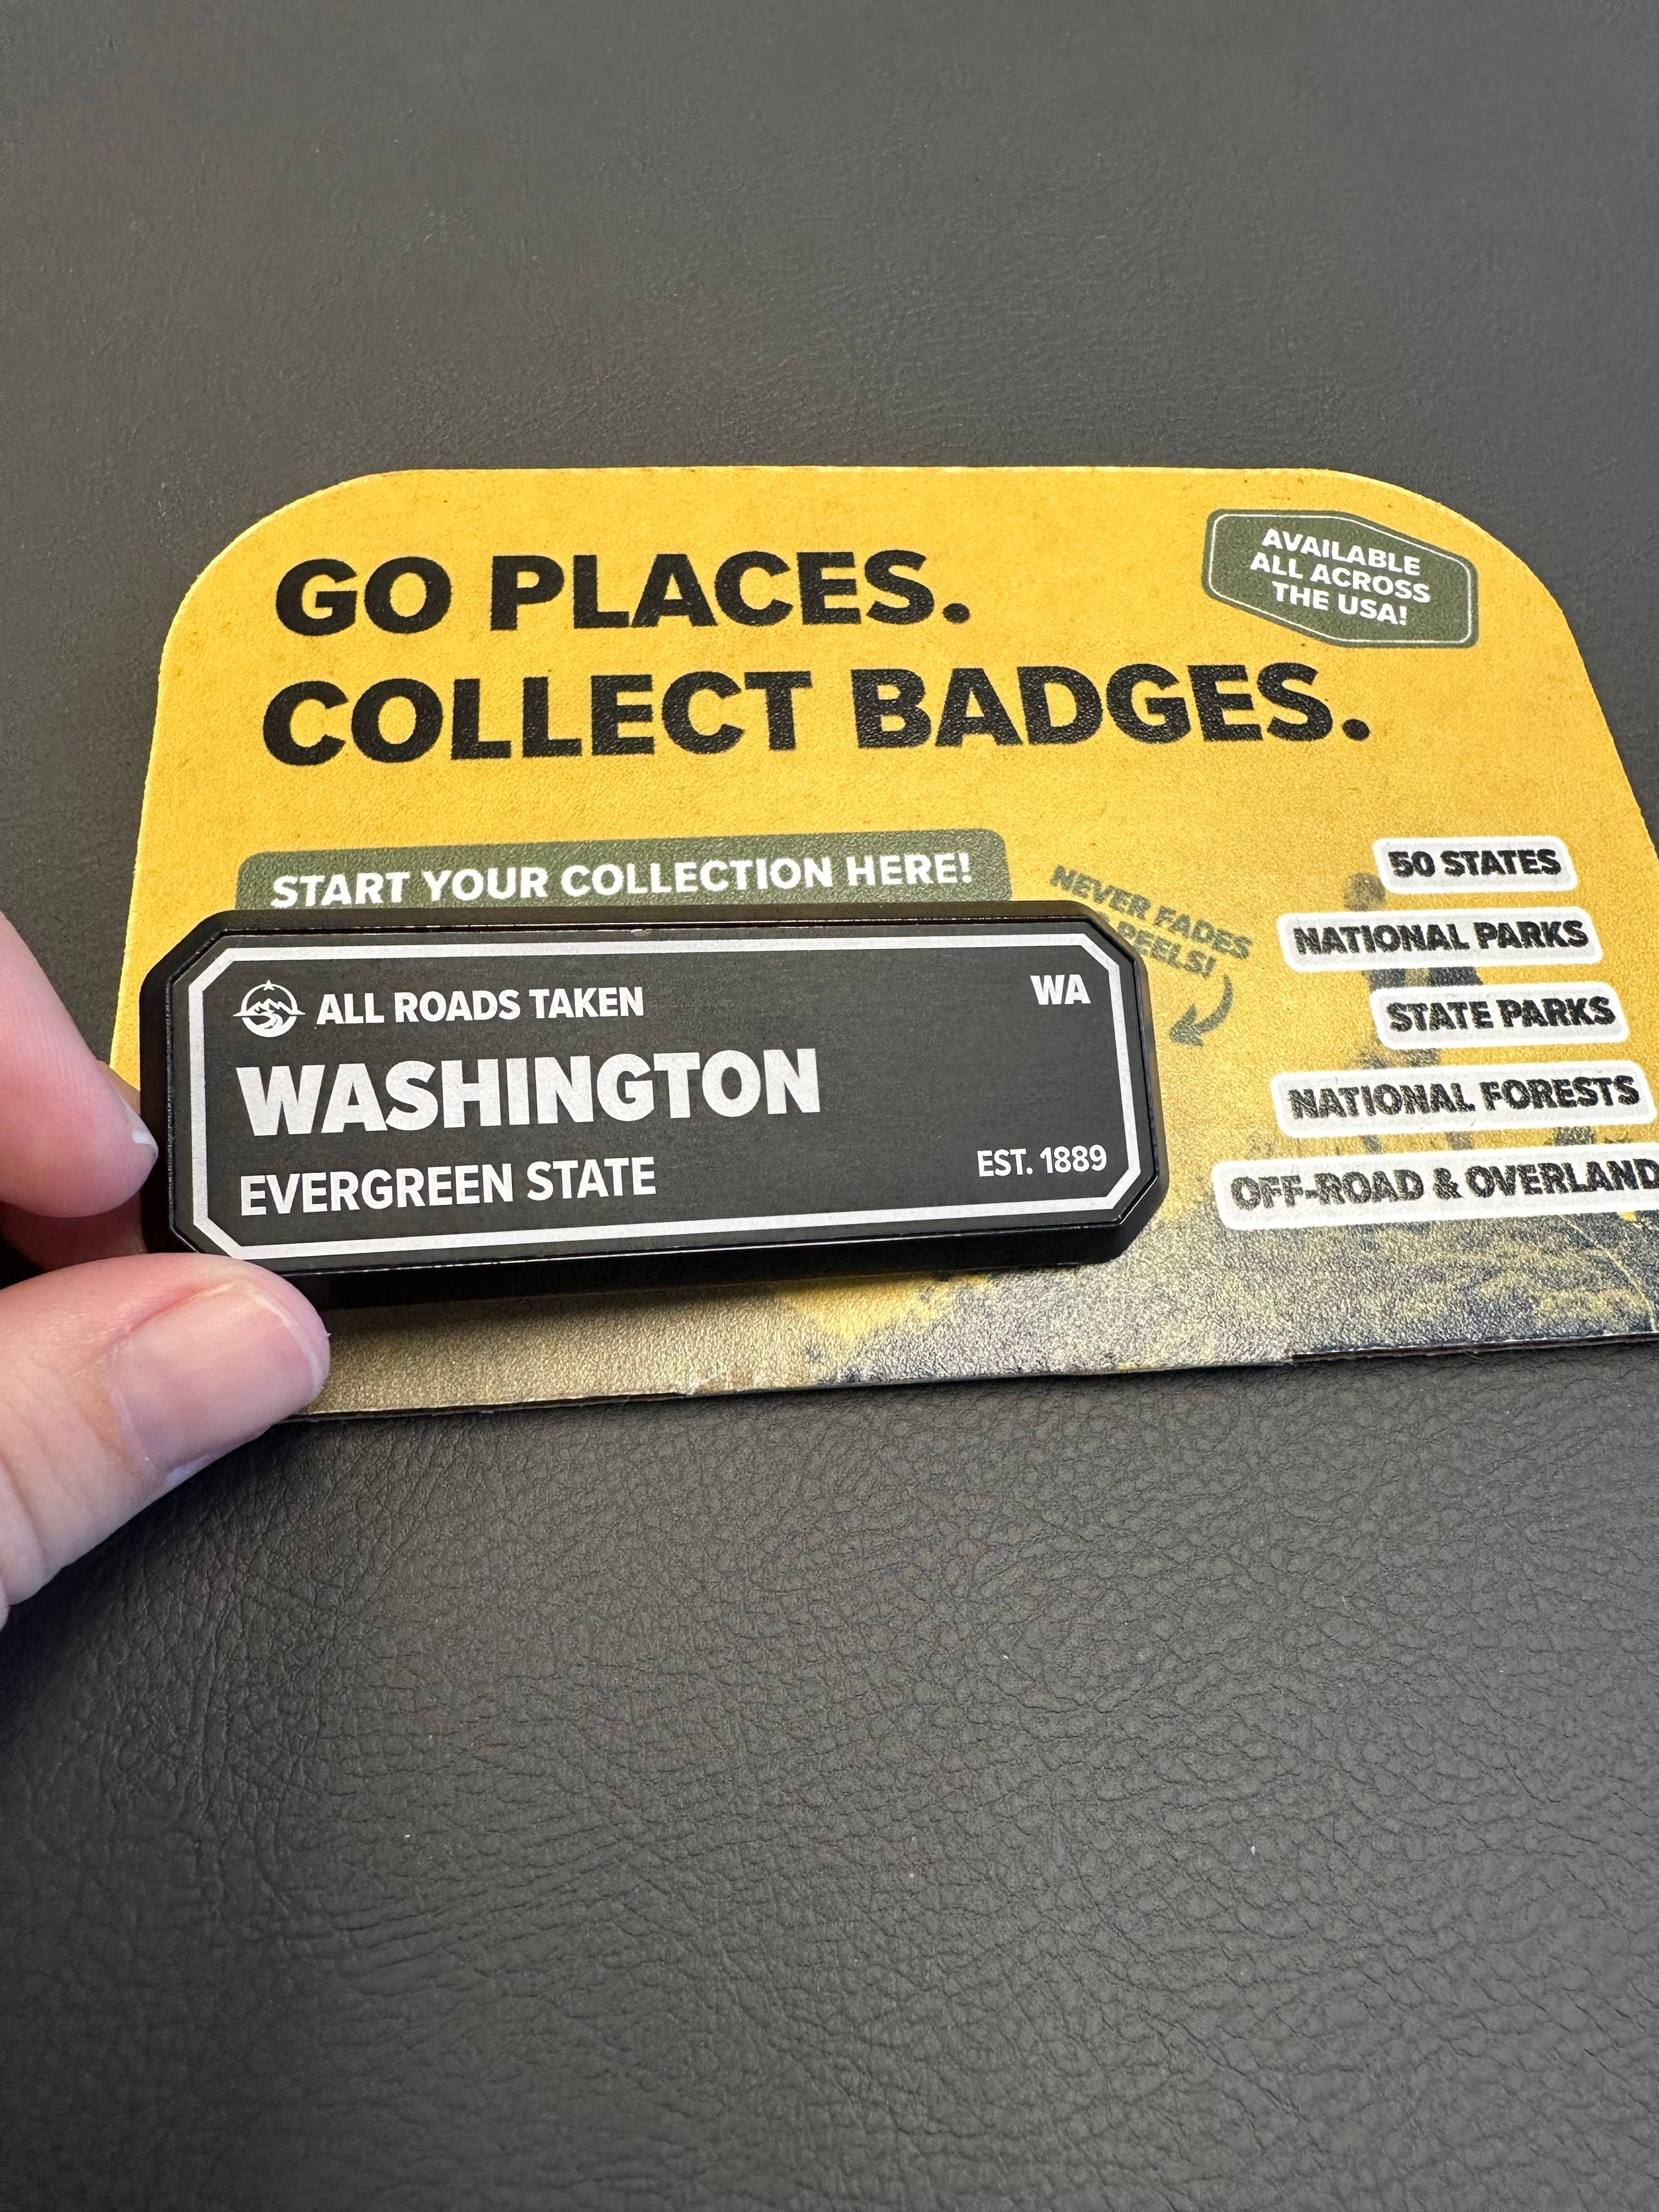 GO PLACES.
COLLECT BADGES.
AVAILABLE
ALL ACROSS
THE USA!
START YOUR COLLECTION HERE!
NEVER FADES
PEELS!
50 STATES
NATIONAL PARKS
STATE PARKS
NATIONAL FORESTS
OFF-ROAD & OVERLAND
ALL ROADS TAKEN
WA
WASHINGTON
EVERGREEN STATE
EST. 1889